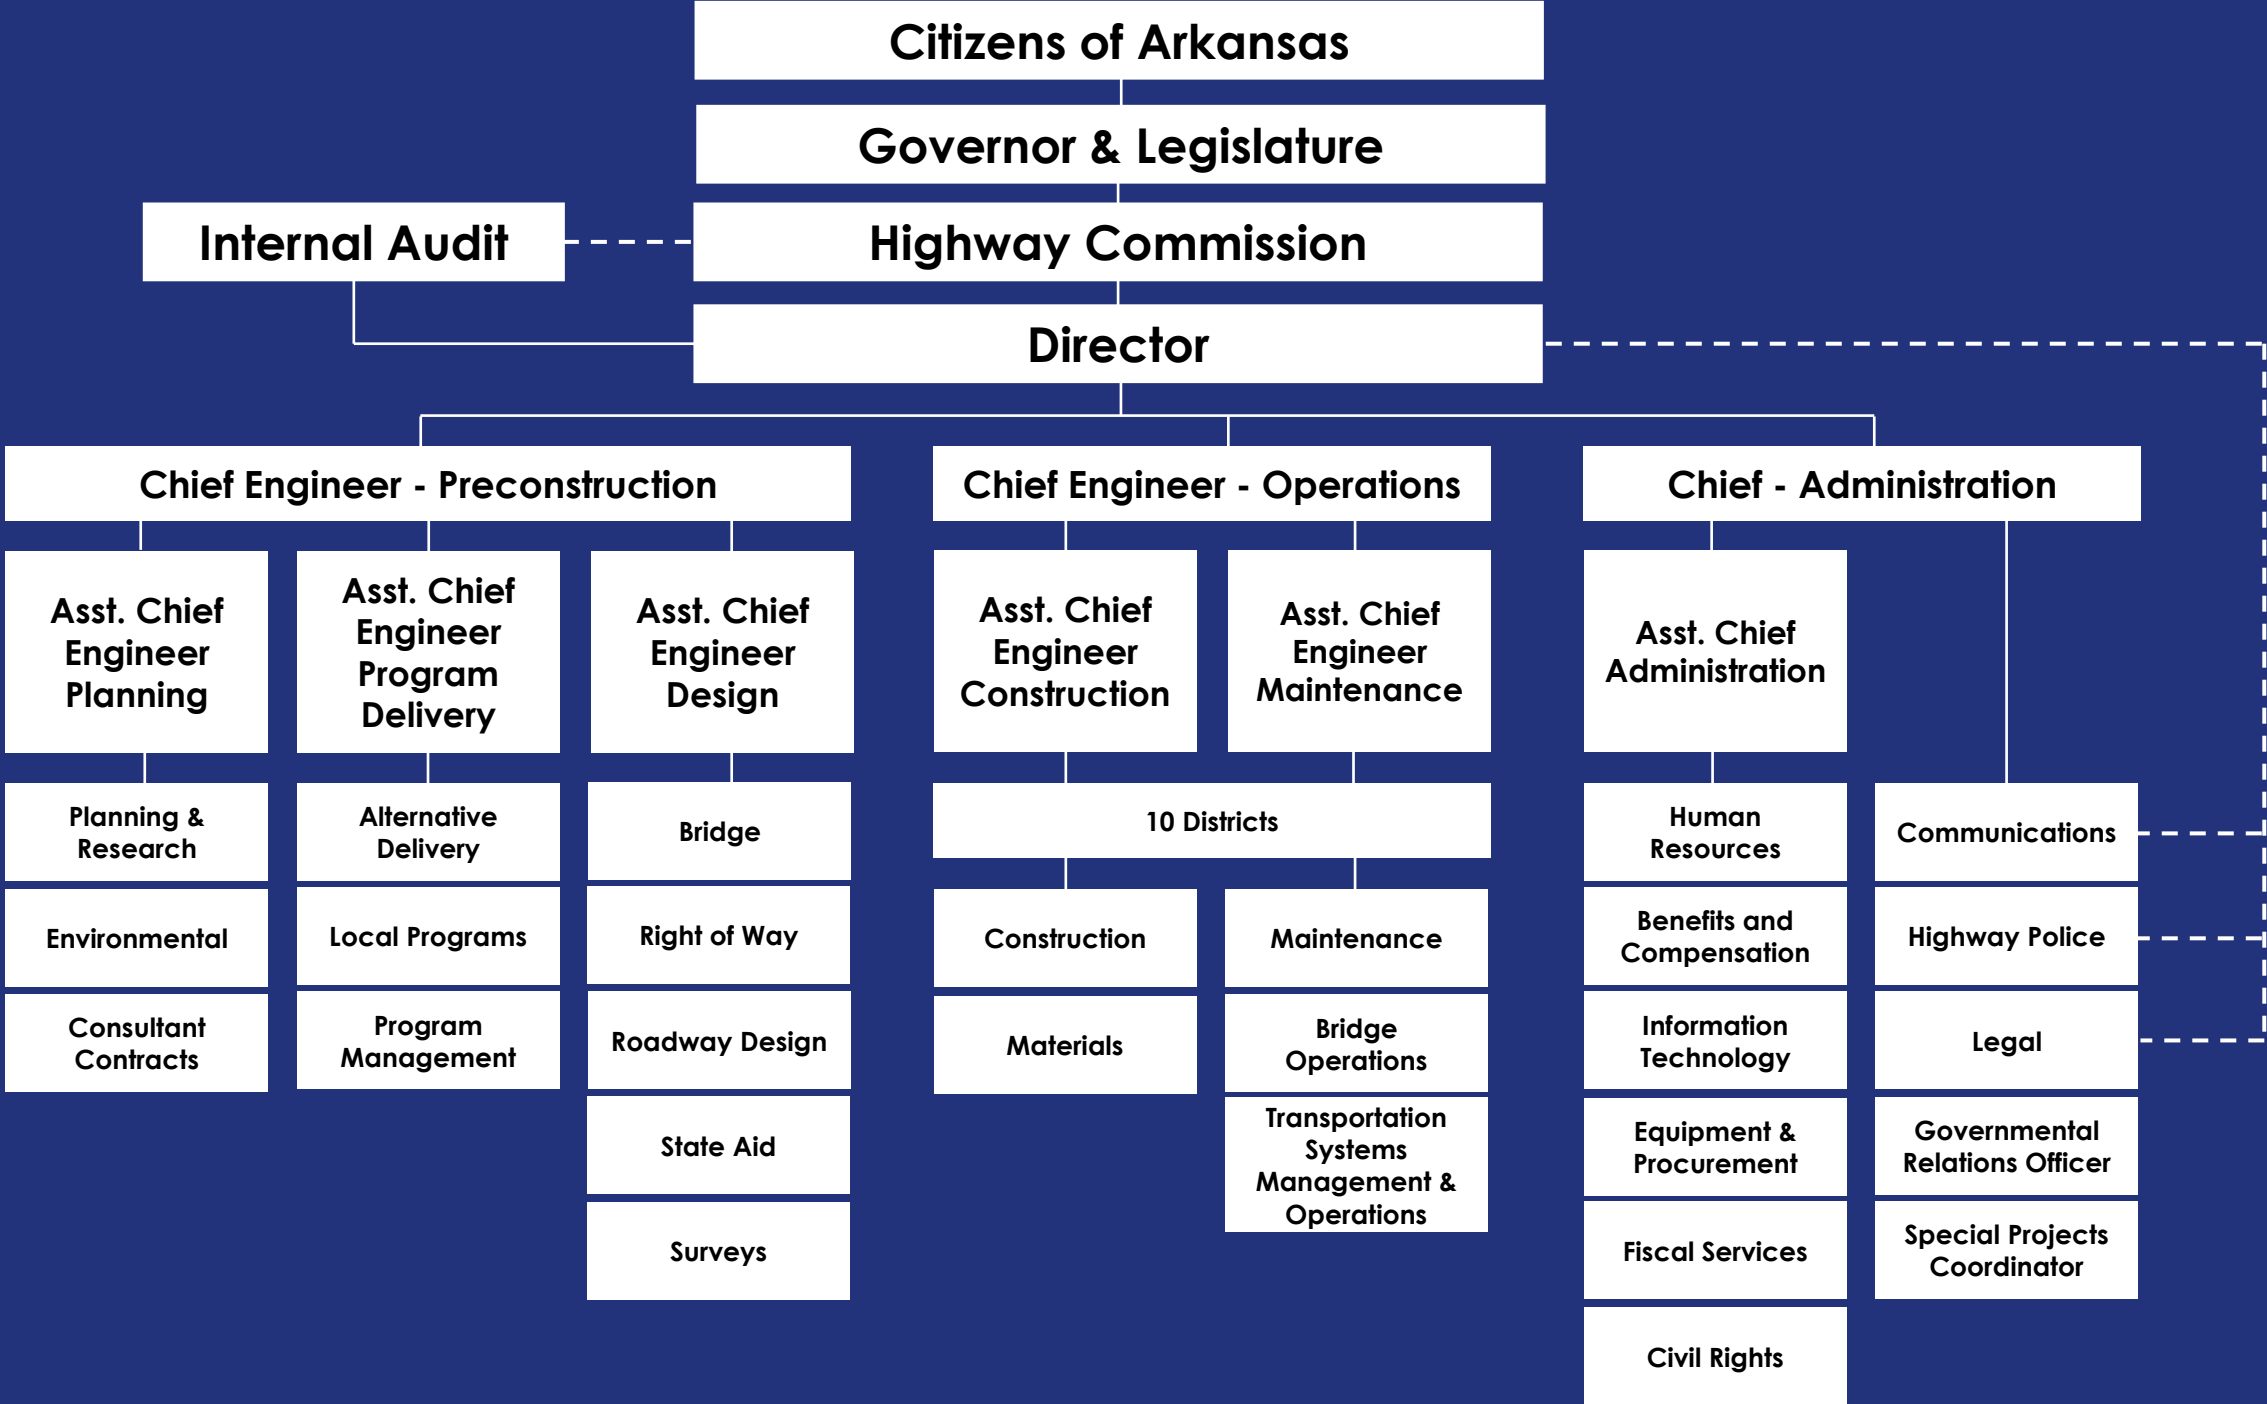 Citizens of Arkansas
Governor & Legislature
Internal Audit
Highway Commission
Director
Chief Engineer - Preconstruction
Asst. Chief
Engineer
Planning
Planning &
Research
Environmental
Consultant
Contracts
Asst. Chief
Engineer
Program
Delivery
Alternative
Delivery
Local Programs
Program
Management
Asst. Chief
Engineer
Design
Bridge
Right of Way
Roadway Design
State Aid
Surveys
Chief Engineer - Operations
Asst. Chief
Engineer
Construction
Asst. Chief
Engineer
Maintenance
10 Districts
Construction
Materials
Maintenance
Bridge
Operations
Transportation
Systems
Management &
Operations
Chief - Administration
Asst. Chief
Administration
Human
Resources
Benefits and
Compensation
Information
Technology
Equipment &
Procurement
Fiscal Services
Civil Rights
Communications
Highway Police
Legal
Governmental
Relations Officer
Special Projects
Coordinator